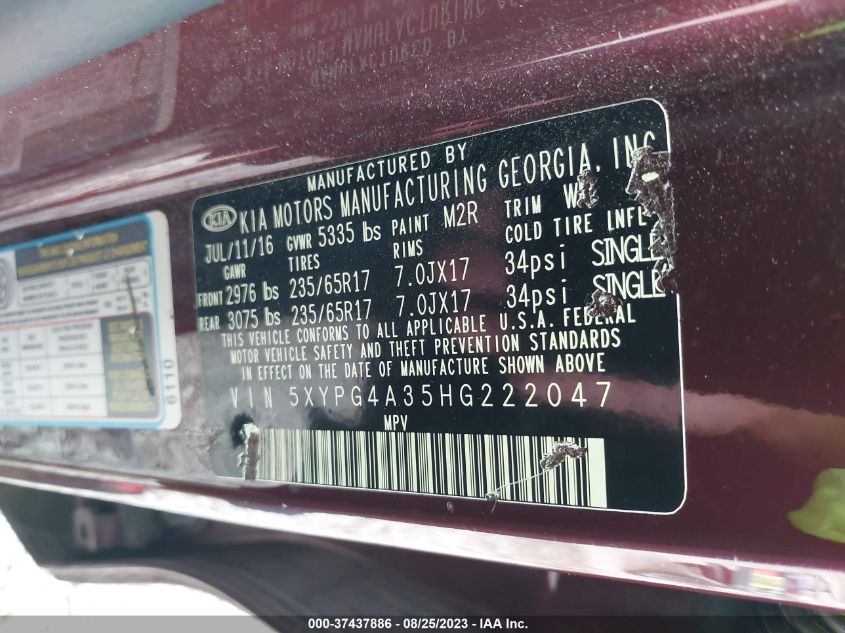 MANUFACTURED BY
KIA KIA MOTORS MANUFACTURING GEORGIA, INC
JUL/11/16 GVWR 5335 lbs PAINT M2R TRIM
GAWR TIRES RIMS COLD TIRE INFL
FRONT 2976 lbs 235/65R17 7.0JX17 34psi SINGLE
REAR 3075 lbs 235/65R17 7.0JX17 34psi SINGLE
THIS VEHICLE CONFORMS TO ALL APPLICABLE U.S.A. FEDERAL
MOTOR VEHICLE SAFETY AND THEFT PREVENTION STANDARDS
IN EFFECT ON THE DATE OF MANUFACTURE SHOWN ABOVE
VIN 5XYPG4A35HG222047
MPV
6110
000-37437886 - 08/25/2023 - Copyright © IAA, Inc.